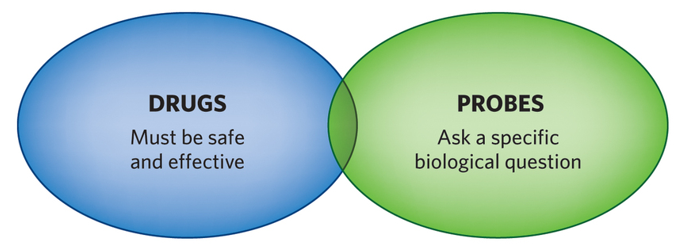 DRUGS
Must be safe
and effective
PROBES
Ask a specific
biological question